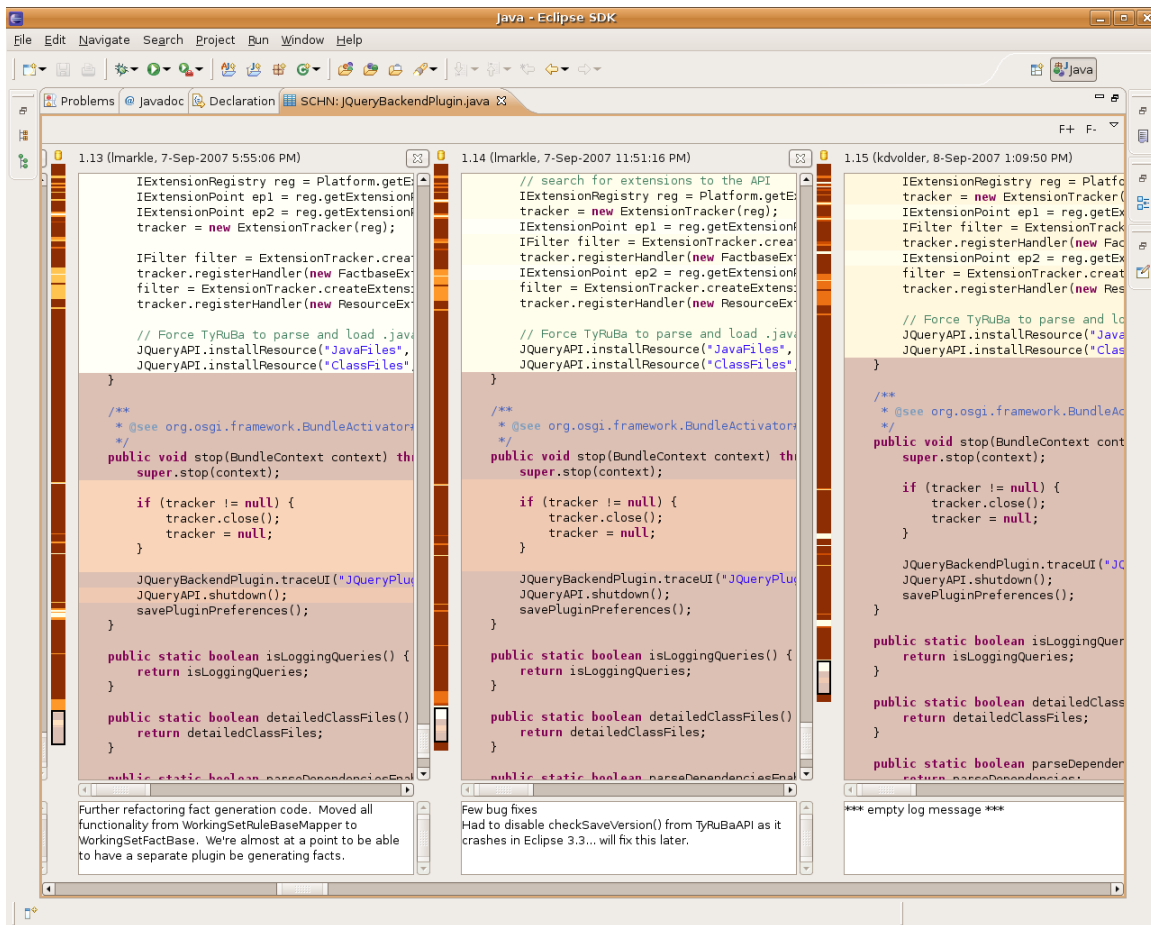 Java - Eclipse SDK
File Edit Navigate Search Project Run Window Help
Java
Problems @ Javadoc Declaration SCHN: JQueryBackendPlugin.java
F+ F-
1.13 (lmarkle, 7-Sep-2007 5:55:06 PM)
IExtensionRegistry reg = Platform.getE
IExtensionPoint ep1 = reg.getExtension
IExtensionPoint ep2 = reg.getExtension
tracker = new ExtensionTracker(reg);
IFilter filter = ExtensionTracker.crea
tracker.registerHandler(new FactbaseEx
filter = ExtensionTracker.createExtens
tracker.registerHandler(new ResourceEx
// Force TyRuBa to parse and load .java
JQueryAPI.installResource("JavaFiles",
JQueryAPI.installResource("ClassFiles"
}
/**
* @see org.osgi.framework.BundleActivator#
*/
public void stop(BundleContext context) thr
super.stop(context);
if (tracker != null) {
tracker.close();
tracker = null;
}
JQueryBackendPlugin.traceUI("JQueryPlug
JQueryAPI.shutdown();
savePluginPreferences();
}
public static boolean isLoggingQueries() {
return isLoggingQueries;
}
public static boolean detailedClassFiles()
return detailedClassFiles;
}
public static boolean parseDependenciesEnab
Further refactoring fact generation code. Moved all
functionality from WorkingSetRuleBaseMapper to
WorkingSetFactBase. We're almost at a point to be able
to have a separate plugin be generating facts.
1.14 (lmarkle, 7-Sep-2007 11:51:16 PM)
// search for extensions to the API
IExtensionRegistry reg = Platform.getE
tracker = new ExtensionTracker(reg);
IExtensionPoint ep1 = reg.getExtension
IFilter filter = ExtensionTracker.crea
tracker.registerHandler(new FactbaseEx
IExtensionPoint ep2 = reg.getExtension
filter = ExtensionTracker.createExtens
tracker.registerHandler(new ResourceEx
// Force TyRuBa to parse and load .java
JQueryAPI.installResource("JavaFiles",
JQueryAPI.installResource("ClassFiles"
}
/**
* @see org.osgi.framework.BundleActivator#
*/
public void stop(BundleContext context) thr
super.stop(context);
if (tracker != null) {
tracker.close();
tracker = null;
}
JQueryBackendPlugin.traceUI("JQueryPlug
JQueryAPI.shutdown();
savePluginPreferences();
}
public static boolean isLoggingQueries() {
return isLoggingQueries;
}
public static boolean detailedClassFiles()
return detailedClassFiles;
}
public static boolean parseDependenciesEnab
Few bug fixes
Had to disable checkSaveVersion() from TyRuBaAPI as it
crashes in Eclipse 3.3... will fix this later.
1.15 (kdvolder, 8-Sep-2007 1:09:50 PM)
IExtensionRegistry reg = Platfo
tracker = new ExtensionTracker(
IExtensionPoint ep1 = reg.getEx
IFilter filter = ExtensionTrack
tracker.registerHandler(new Fac
IExtensionPoint ep2 = reg.getEx
filter = ExtensionTracker.creat
tracker.registerHandler(new Res
// Force TyRuBa to parse and lo
JQueryAPI.installResource("Java
JQueryAPI.installResource("Clas
}
/**
* @see org.osgi.framework.BundleAc
*/
public void stop(BundleContext cont
super.stop(context);
if (tracker != null) {
tracker.close();
tracker = null;
}
JQueryBackendPlugin.traceUI("JQ
JQueryAPI.shutdown();
savePluginPreferences();
}
public static boolean isLoggingQuer
return isLoggingQueries;
}
public static boolean detailedClass
return detailedClassFiles;
}
public static boolean parseDependen
return parseDependencies
*** empty log message ***